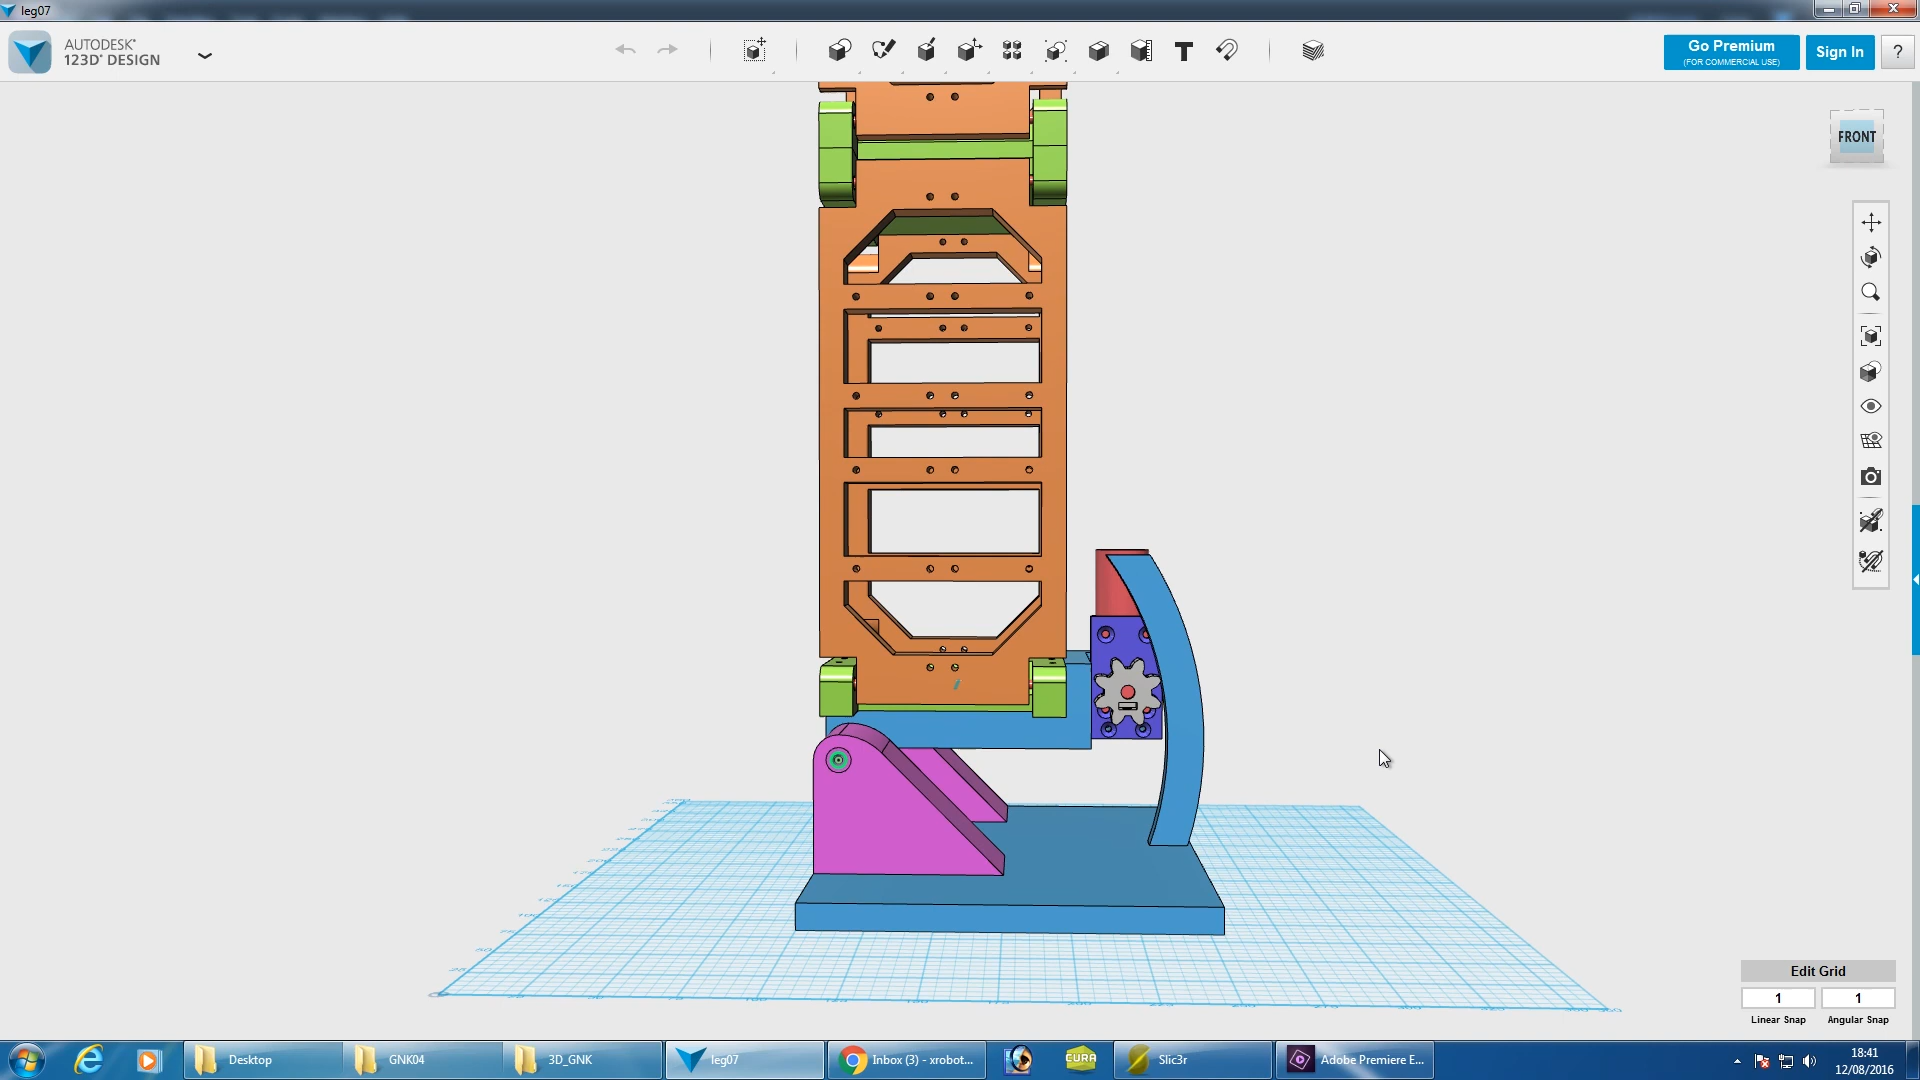 leg07
AUTODESK®
123D® DESIGN
T
Go Premium
(FOR COMMERCIAL USE)
Sign In
?
FRONT
Edit Grid
1
1
Linear Snap
Angular Snap
Desktop
GNK04
3D_GNK
leg07
Inbox (3) - xrobot...
CURA
Slic3r
Adobe Premiere E...
18:41
12/08/2016